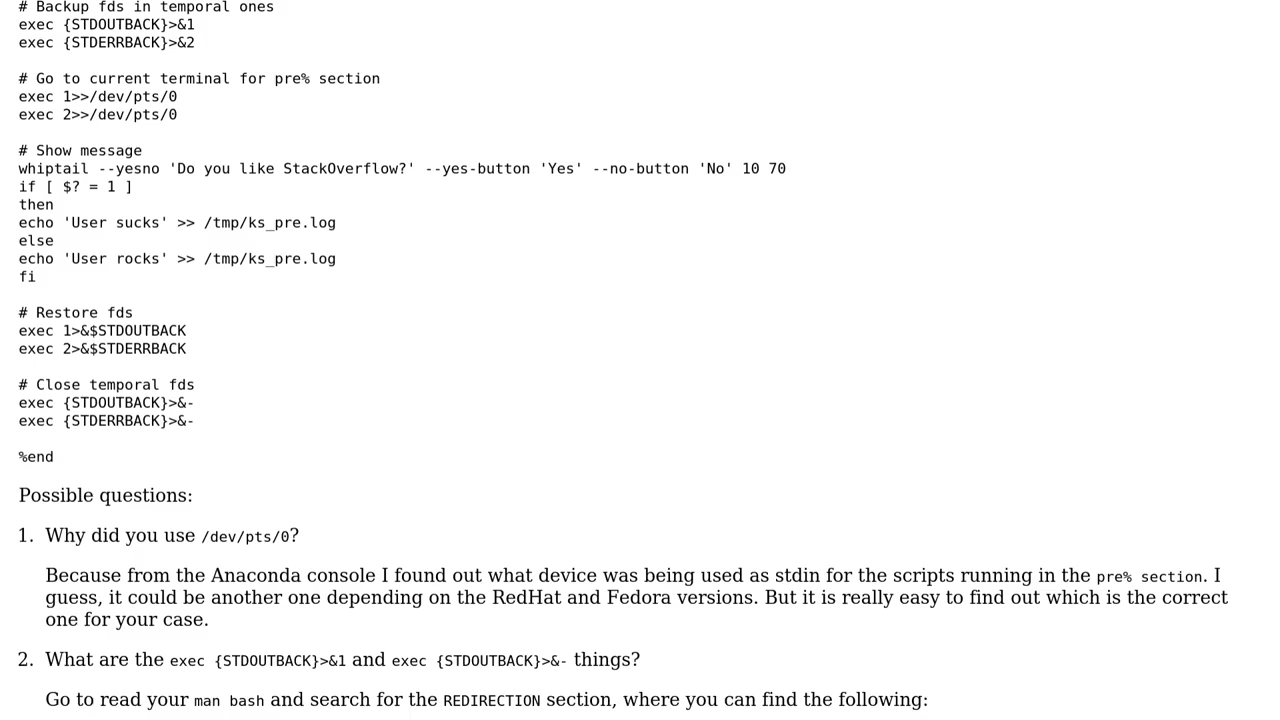 # Backup fds in temporal ones
exec {STDOUTBACK}>&1
exec {STDERRBACK}>&2
# Go to current terminal for pre% section
exec 1>>/dev/pts/0
exec 2>>/dev/pts/0
# Show message
whiptail --yesno 'Do you like StackOverflow?' --yes-button 'Yes' --no-button 'No' 10 70
if [ $? = 1 ]
then
echo 'User sucks' >> /tmp/ks_pre.log
else
echo 'User rocks' >> /tmp/ks_pre.log
fi
# Restore fds
exec 1>&$STDOUTBACK
exec 2>&$STDERRBACK
# Close temporal fds
exec {STDOUTBACK}>&-
exec {STDERRBACK}>&-
%end
Possible questions:
1. Why did you use /dev/pts/0?
Because from the Anaconda console I found out what device was being used as stdin for the scripts running in the pre% section. I
guess, it could be another one depending on the RedHat and Fedora versions. But it is really easy to find out which is the correct
one for your case.
2. What are the exec {STDOUTBACK}>&1 and exec {STDOUTBACK}>&- things?
Go to read your man bash and search for the REDIRECTION section, where you can find the following: